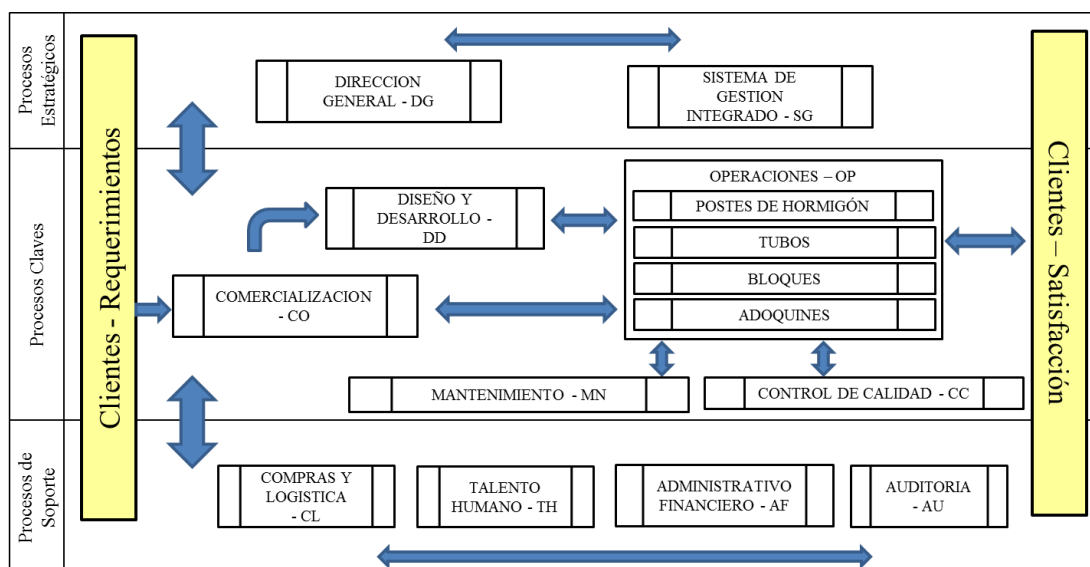 Procesos
Estratégicos
Clientes - Requerimientos
DIRECCION
GENERAL - DG
SISTEMA DE
GESTION
INTEGRADO - SG
Clientes – Satisfacción
Procesos Claves
DISEÑO Y
DESARROLLO -
DD
COMERCIALIZACION
- CO
OPERACIONES – OP
POSTES DE HORMIGÓN
TUBOS
BLOQUES
ADOQUINES
MANTENIMIENTO - MN
CONTROL DE CALIDAD - CC
Procesos de
Soporte
COMPRAS Y
LOGISTICA
- CL
TALENTO
HUMANO - TH
ADMINISTRATIVO
FINANCIERO - AF
AUDITORIA
- AU